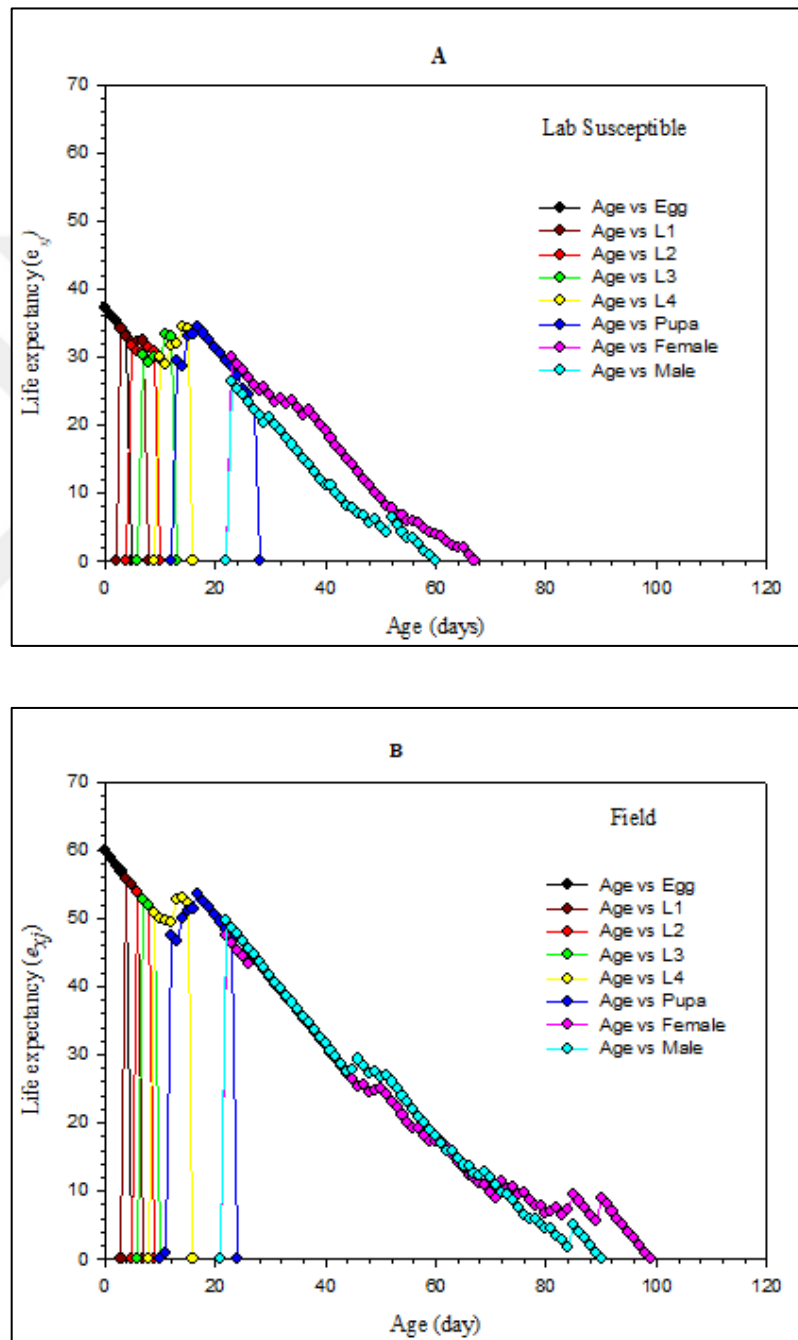 A
Lab Susceptible
70
60
50
40
30
20
10
0
Life expectancy (e xj)
Age vs Egg
Age vs L1
Age vs L2
Age vs L3
Age vs L4
Age vs Pupa
Age vs Female
Age vs Male
0 20 40 60 80 100 120
Age (days)
B
Field
70
60
50
40
30
20
10
0
Life expectancy (exj)
Age vs Egg
Age vs L1
Age vs L2
Age vs L3
Age vs L4
Age vs Pupa
Age vs Female
Age vs Male
0 20 40 60 80 100 120
Age (day)